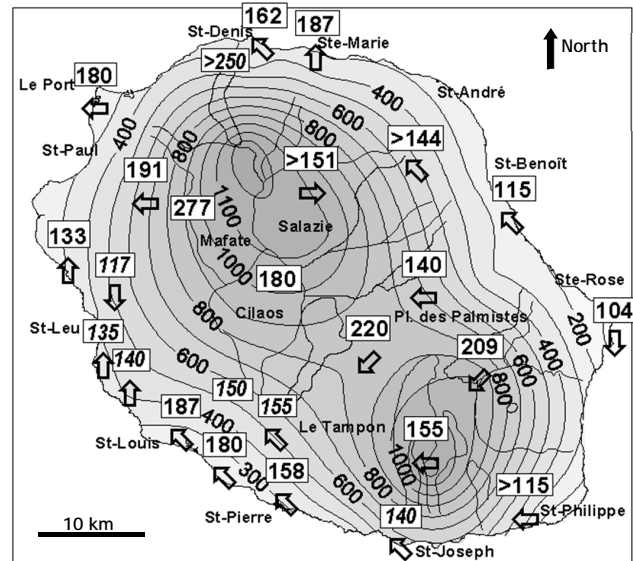 162
187
St-Denis
Ste-Marie
North
>250
180
Le Port
400
St-André
600
800
400
800
>144
St-Paul
>151
191
St-Benoît
115
277
1100
Salazie
Mafate
133
1000
117
180
140
Ste-Rose
Cilaos
200
104
800
220
Pl. des Palmistes
St-Leu
135
400
209
140
600
600
800
150
187
155
400
Le Tampon
155
St-Louis
180
1000
158
800
300
>115
600
10 km
St-Pierre
140
St-Philippe
St-Joseph